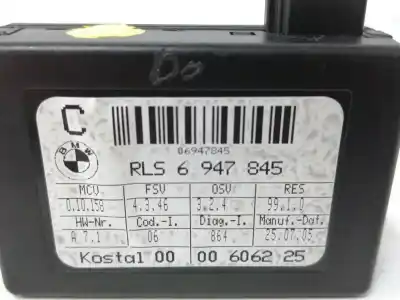 Do
C
06947845
BMW
RLS 6 947 845
MCV FSV OSV RES
0.10.158 4.3.46 3.2.4 99.1.0
HW-Nr. Cod.-I. Diag.-I. Manuf.-Dat.
A 7.1 06 864 25.07.05
Kostal 00 00 6062 25